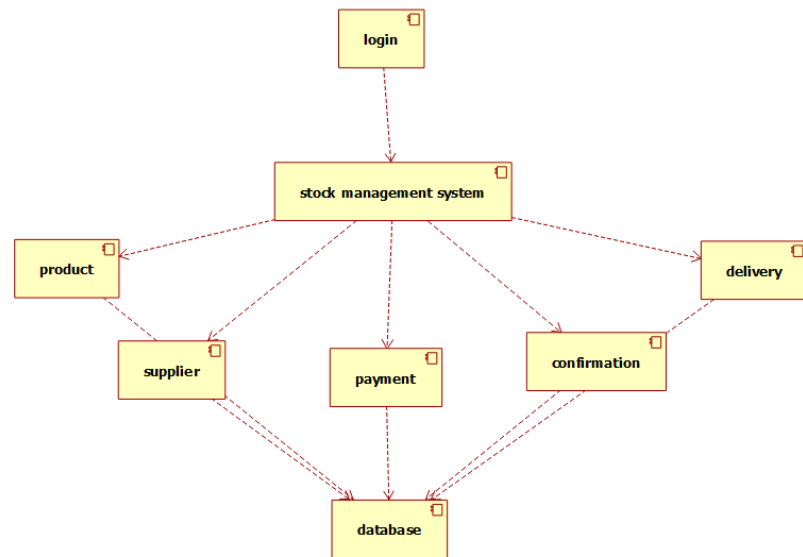 login
stock management system
product
delivery
supplier
payment
confirmation
database